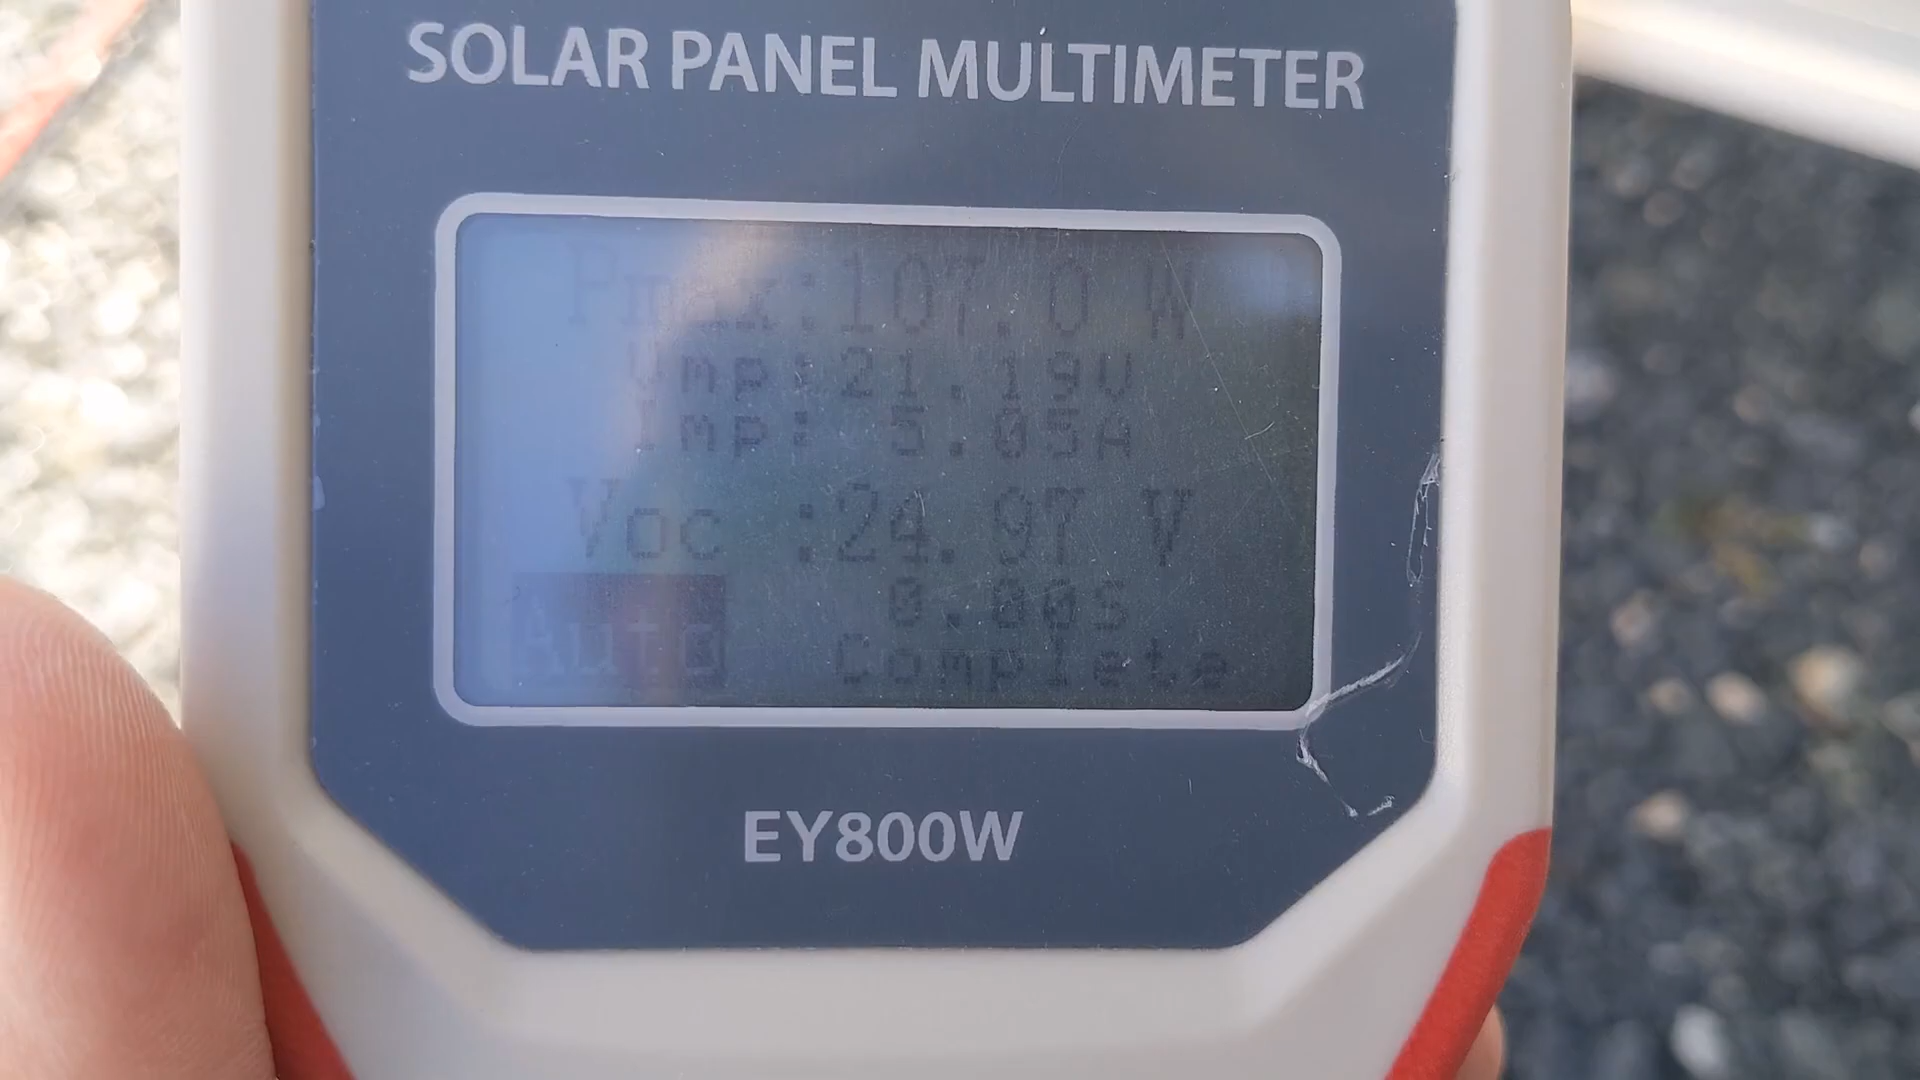 SOLAR PANEL MULTIMETER
Pmax:107.0 W
Vmp:21.19V
Imp: 5.05A
Voc :24.97 V
0.00s
Auto Complete
EY800W